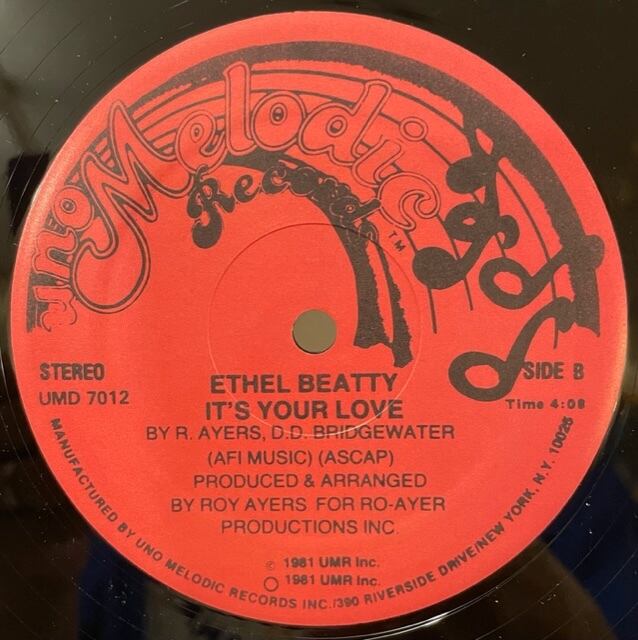 Uno Melodic
Records TM
STEREO
UMD 7012
SIDE B
Time 4:08
ETHEL BEATTY
IT'S YOUR LOVE
BY R. AYERS, D.D. BRIDGEWATER
(AFI MUSIC) (ASCAP)
PRODUCED & ARRANGED
BY ROY AYERS FOR RO-AYER
PRODUCTIONS INC.
© 1981 UMR Inc.
1981 UMR Inc.
MANUFACTURED BY UNO MELODIC RECORDS INC./390 RIVERSIDE DRIVE/NEW YORK, N.Y. 10025